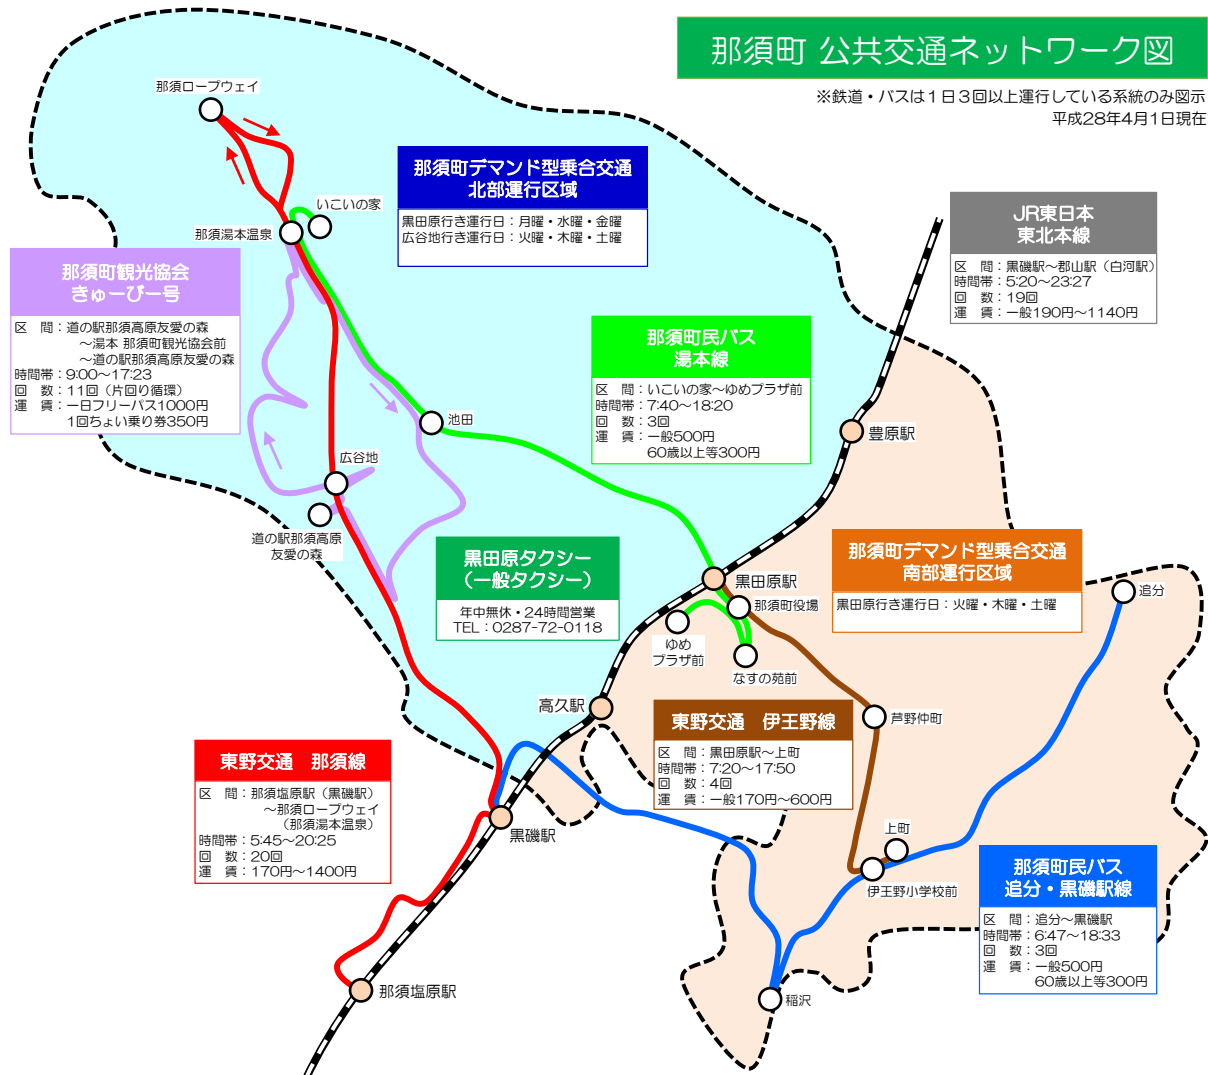 那須町 公共交通ネットワーク図
※鉄道・バスは１日３回以上運行している系統のみ図示
平成28年4月1日現在
那須ロープウェイ
いこいの家
那須湯本温泉
那須町デマンド型乗合交通
北部運行区域
黒田原行き運行日：月曜・水曜・金曜
広谷地行き運行日：火曜・木曜・土曜
JR東日本
東北本線
区　間：黒磯駅～郡山駅（白河駅）
時間帯：5:20～23:27
回　数：19回
運　賃：一般190円～1140円
那須町観光協会
きゅーびー号
区　間：道の駅那須高原友愛の森
～湯本 那須町観光協会前
～道の駅那須高原友愛の森
時間帯：9:00～17:23
回　数：11回（片回り循環）
運　賃：一日フリーパス1000円
1回ちょい乗り券350円
那須町民バス
湯本線
区　間：いこいの家～ゆめプラザ前
時間帯：7:40～18:20
回　数：3回
運　賃：一般500円
60歳以上等300円
池田
豊原駅
広谷地
道の駅那須高原
友愛の森
黒田原タクシー
（一般タクシー）
年中無休・24時間営業
TEL：0287-72-0118
那須町デマンド型乗合交通
南部運行区域
黒田原行き運行日：火曜・木曜・土曜
黒田原駅
那須町役場
追分
ゆめ
プラザ前
なすの苑前
高久駅
芦野仲町
東野交通　伊王野線
区　間：黒田原駅～上町
時間帯：7:20～17:50
回　数：4回
運　賃：一般170円～600円
東野交通　那須線
区　間：那須塩原駅（黒磯駅）
～那須ロープウェイ
（那須湯本温泉）
時間帯：5:45～20:25
回　数：20回
運　賃：170円～1400円
黒磯駅
上町
伊王野小学校前
那須町民バス
追分・黒磯駅線
区　間：追分～黒磯駅
時間帯：6:47～18:33
回　数：3回
運　賃：一般500円
60歳以上等300円
那須塩原駅
稲沢